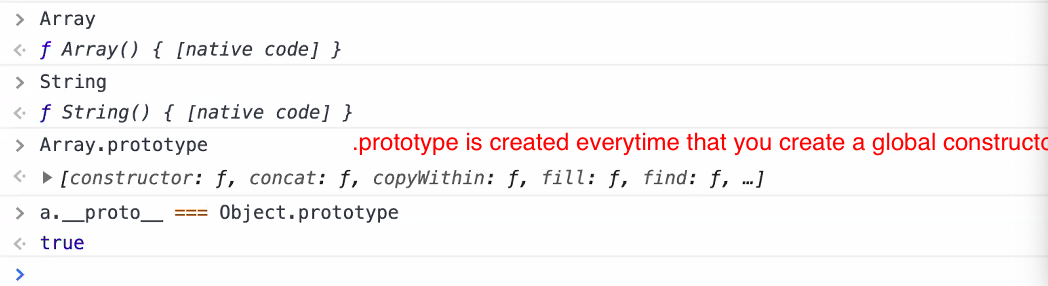 > Array
<· ƒ Array() { [native code] }
> String
<· ƒ String() { [native code] }
> Array.prototype .prototype is created everytime that you create a global constructo
<· ▶[constructor: ƒ, concat: ƒ, copyWithin: ƒ, fill: ƒ, find: ƒ, …]
> a.__proto__ === Object.prototype
<· true
>